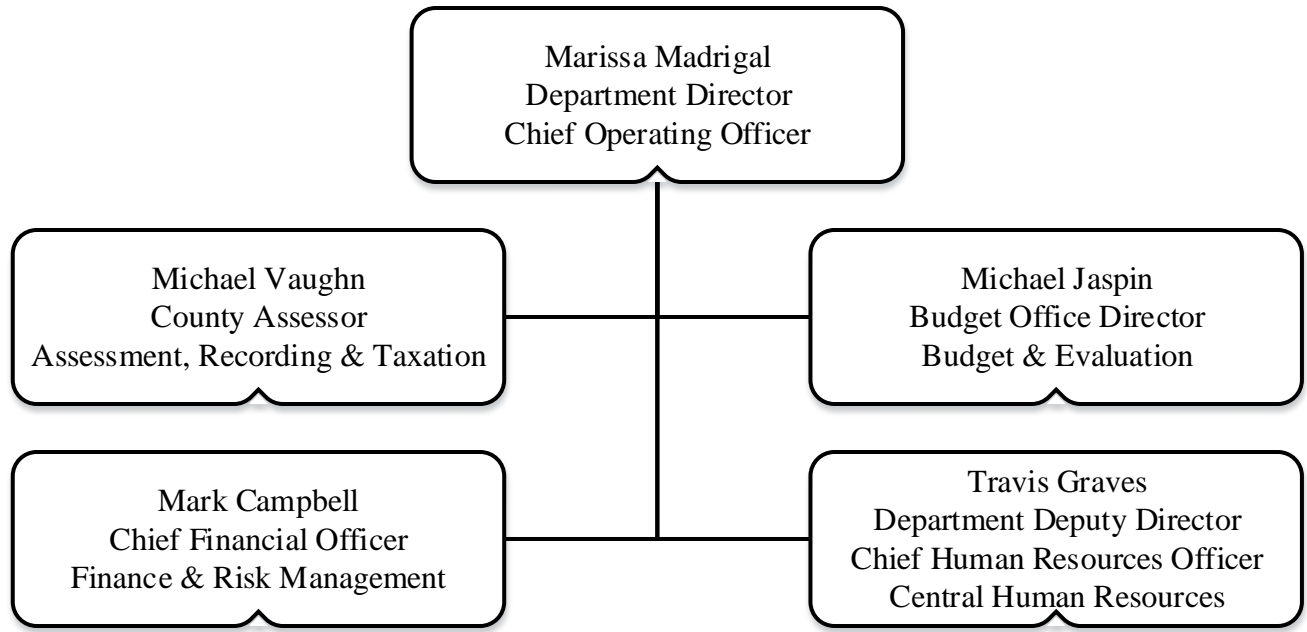 Marissa Madrigal
Department Director
Chief Operating Officer
Michael Vaughn
County Assessor
Assessment, Recording & Taxation
Michael Jaspin
Budget Office Director
Budget & Evaluation
Mark Campbell
Chief Financial Officer
Finance & Risk Management
Travis Graves
Department Deputy Director
Chief Human Resources Officer
Central Human Resources